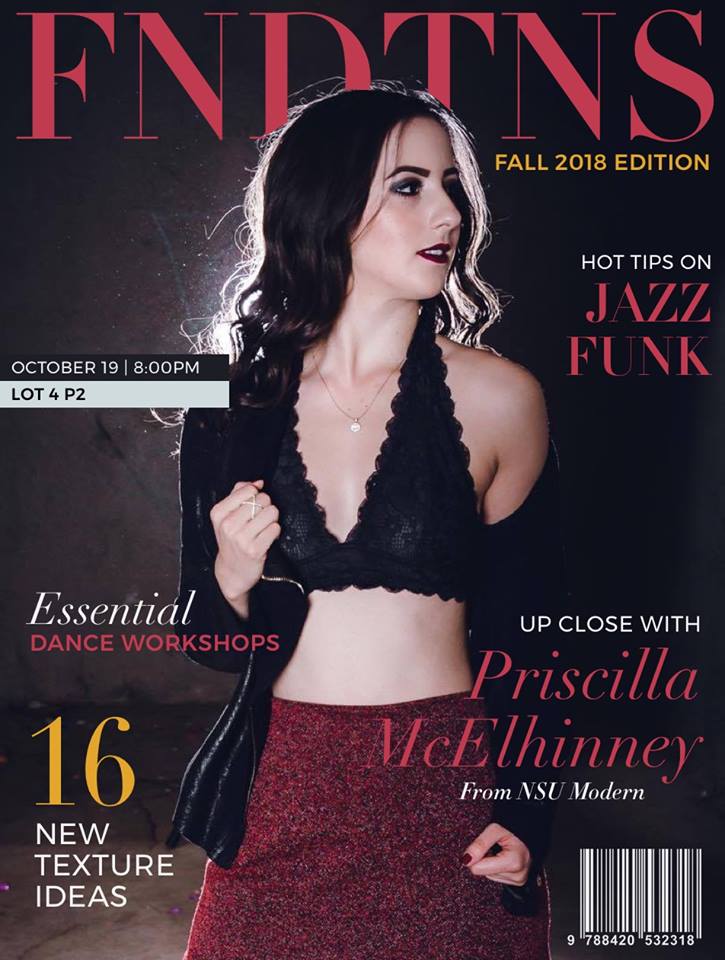 FNDTNS
FALL 2018 EDITION
HOT TIPS ON
JAZZ
FUNK
OCTOBER 19 | 8:00PM
LOT 4 P2
Essential
DANCE WORKSHOPS
UP CLOSE WITH
Priscilla
McElhinney
From NSU Modern
16
NEW
TEXTURE
IDEAS
9 788420 532318